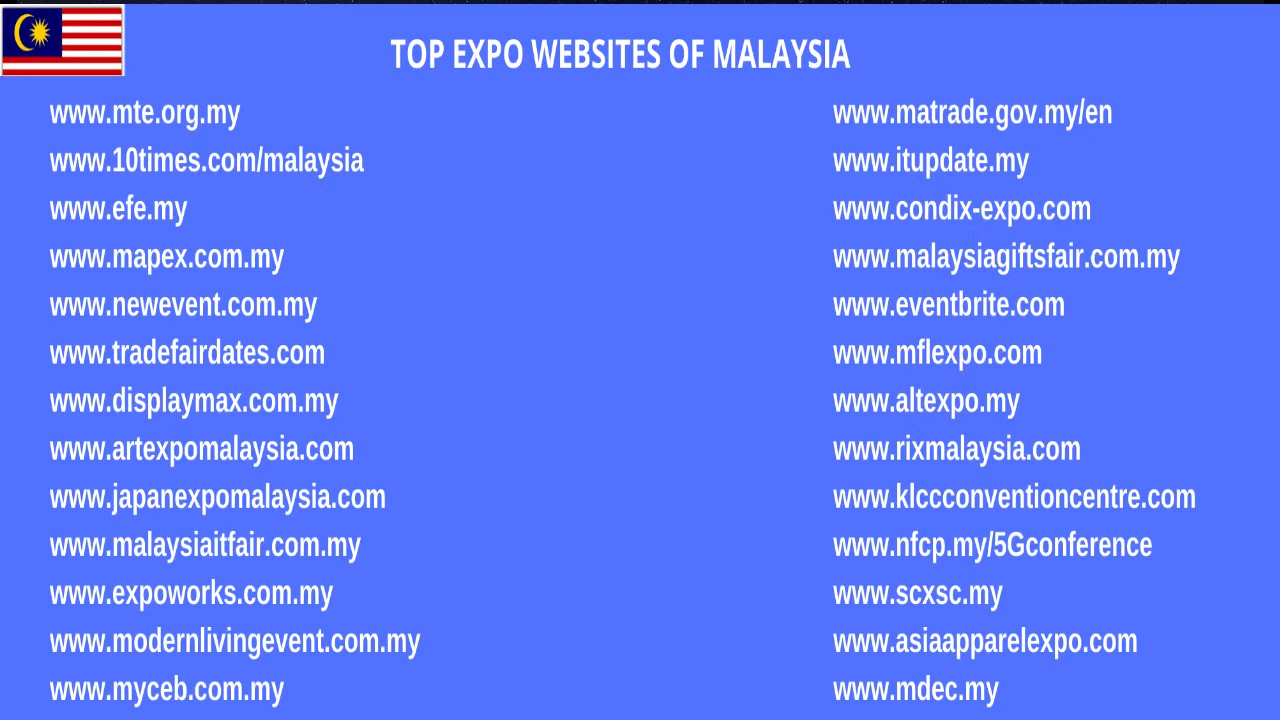 TOP EXPO WEBSITES OF MALAYSIA
www.mte.org.my
www.10times.com/malaysia
www.efe.my
www.mapex.com.my
www.newevent.com.my
www.tradefairdates.com
www.displaymax.com.my
www.artexpomalaysia.com
www.japanexpomalaysia.com
www.malaysiaitfair.com.my
www.expoworks.com.my
www.modernlivingevent.com.my
www.myceb.com.my
www.matrade.gov.my/en
www.itupdate.my
www.condix-expo.com
www.malaysiagiftsfair.com.my
www.eventbrite.com
www.mflexpo.com
www.altexpo.my
www.rixmalaysia.com
www.klccconventioncentre.com
www.nfcp.my/5Gconference
www.scxsc.my
www.asiaapparelexpo.com
www.mdec.my